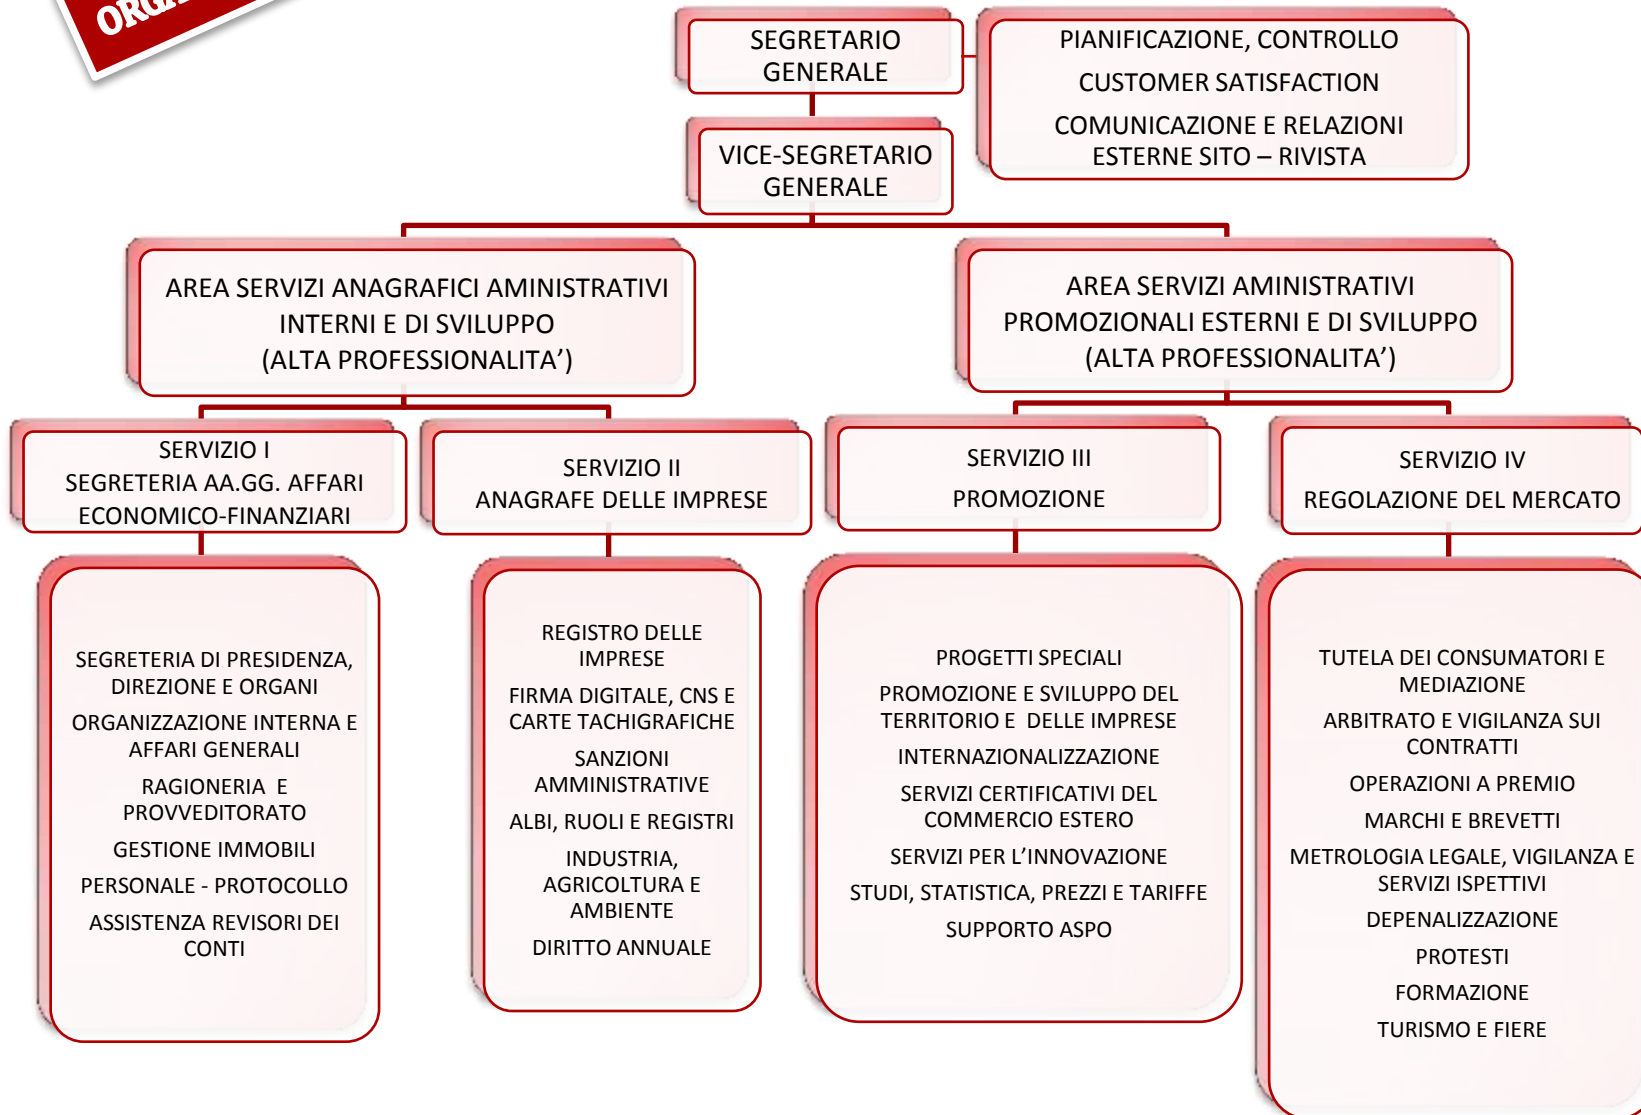 SEGRETARIO
GENERALE
PIANIFICAZIONE, CONTROLLO
CUSTOMER SATISFACTION
COMUNICAZIONE E RELAZIONI
ESTERNE SITO – RIVISTA
VICE-SEGRETARIO
GENERALE
AREA SERVIZI ANAGRAFICI AMINISTRATIVI
INTERNI E DI SVILUPPO
(ALTA PROFESSIONALITA’)
AREA SERVIZI AMINISTRATIVI
PROMOZIONALI ESTERNI E DI SVILUPPO
(ALTA PROFESSIONALITA’)
SERVIZIO I
SEGRETERIA AA.GG. AFFARI
ECONOMICO-FINANZIARI
SERVIZIO II
ANAGRAFE DELLE IMPRESE
SERVIZIO III
PROMOZIONE
SERVIZIO IV
REGOLAZIONE DEL MERCATO
SEGRETERIA DI PRESIDENZA,
DIREZIONE E ORGANI
ORGANIZZAZIONE INTERNA E
AFFARI GENERALI
RAGIONERIA E
PROVVEDITORATO
GESTIONE IMMOBILI
PERSONALE - PROTOCOLLO
ASSISTENZA REVISORI DEI
CONTI
REGISTRO DELLE
IMPRESE
FIRMA DIGITALE, CNS E
CARTE TACHIGRAFICHE
SANZIONI
AMMINISTRATIVE
ALBI, RUOLI E REGISTRI
INDUSTRIA,
AGRICOLTURA E
AMBIENTE
DIRITTO ANNUALE
PROGETTI SPECIALI
PROMOZIONE E SVILUPPO DEL
TERRITORIO E DELLE IMPRESE
INTERNAZIONALIZZAZIONE
SERVIZI CERTIFICATIVI DEL
COMMERCIO ESTERO
SERVIZI PER L’INNOVAZIONE
STUDI, STATISTICA, PREZZI E TARIFFE
SUPPORTO ASPO
TUTELA DEI CONSUMATORI E
MEDIAZIONE
ARBITRATO E VIGILANZA SUI
CONTRATTI
OPERAZIONI A PREMIO
MARCHI E BREVETTI
METROLOGIA LEGALE, VIGILANZA E
SERVIZI ISPETTIVI
DEPENALIZZAZIONE
PROTESTI
FORMAZIONE
TURISMO E FIERE